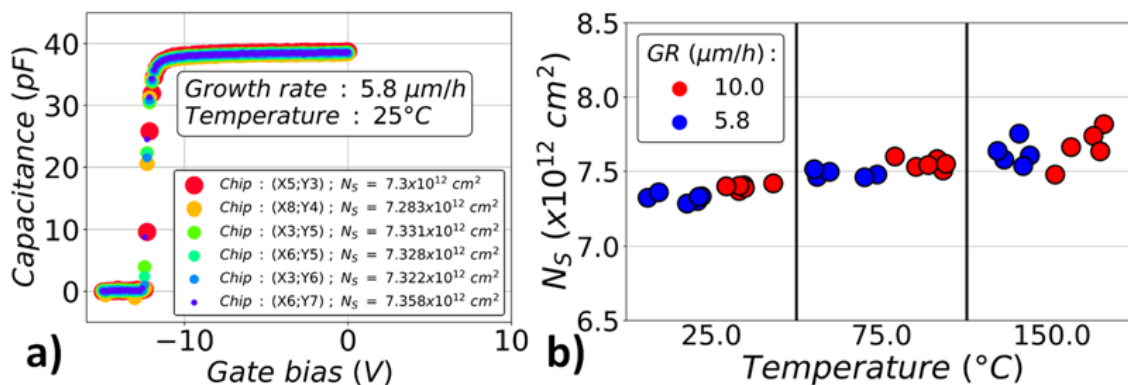 Capacitance (pF)
40
30
20
10
0
Growth rate : 5.8 μm/h
Temperature : 25°C
Chip : (X5;Y3) ; N_S = 7.3x10^12 cm^2
Chip : (X8;Y4) ; N_S = 7.283x10^12 cm^2
Chip : (X3;Y5) ; N_S = 7.331x10^12 cm^2
Chip : (X6;Y5) ; N_S = 7.328x10^12 cm^2
Chip : (X3;Y6) ; N_S = 7.322x10^12 cm^2
Chip : (X6;Y7) ; N_S = 7.358x10^12 cm^2
−10 0 10
Gate bias (V)
a)
N_S (x10^12 cm^2)
8.5
8.0
7.5
7.0
6.5
GR (μm/h) :
10.0
5.8
25.0 75.0 150.0
Temperature (°C)
b)